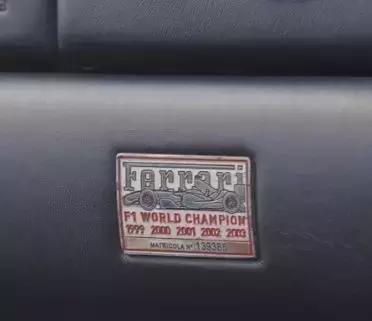 Ferrari
F1 WORLD CHAMPION
1999 2000 2001 2002 2003
MATRICOLA N° 139385